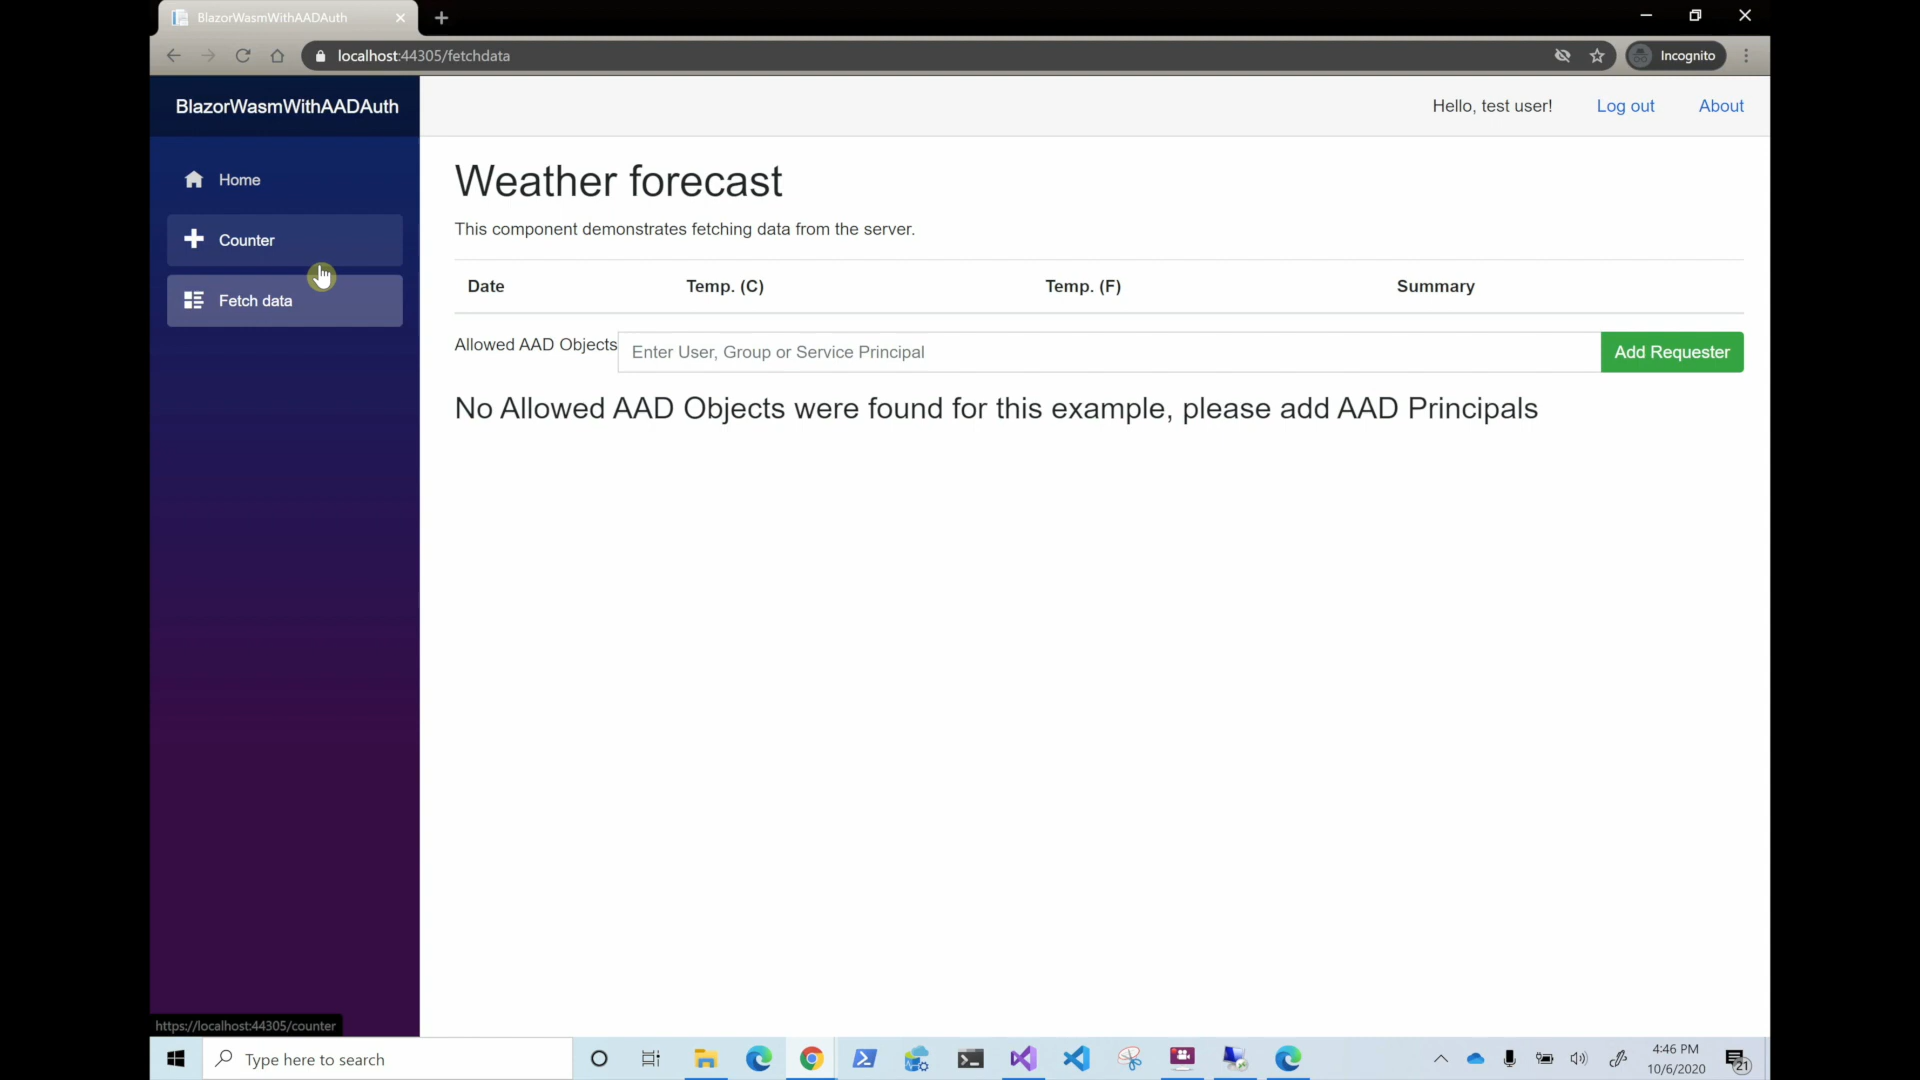 BlazorWasmWithAADAuth
localhost:44305/fetchdata
Incognito
BlazorWasmWithAADAuth
Hello, test user!
Log out
About
Home
Counter
Fetch data
Weather forecast
This component demonstrates fetching data from the server.
Date Temp. (C) Temp. (F) Summary
Allowed AAD Objects
Enter User, Group or Service Principal
Add Requester
No Allowed AAD Objects were found for this example, please add AAD Principals
https://localhost:44305/counter
Type here to search
4:46 PM
10/6/2020
21